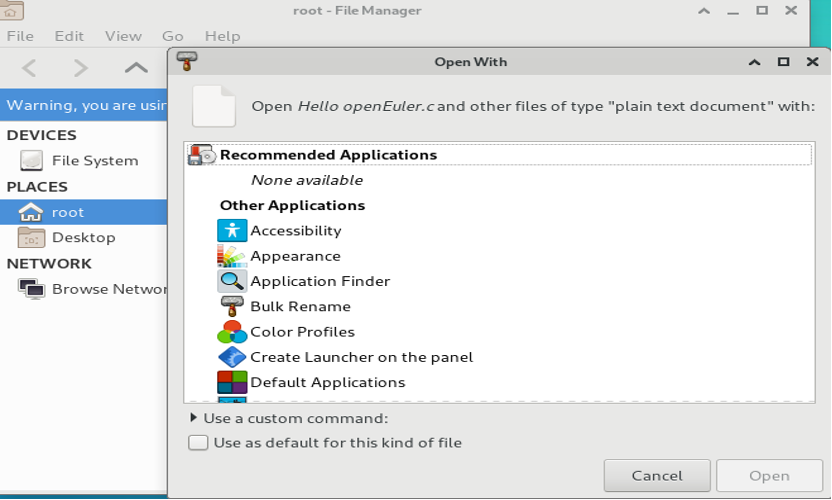 root - File Manager
File Edit View Go Help
Open With
Warning, you are usin
Open Hello openEuler.c and other files of type "plain text document" with:
DEVICES
File System
PLACES
root
Desktop
NETWORK
Browse Networ
Recommended Applications
None available
Other Applications
Accessibility
Appearance
Application Finder
Bulk Rename
Color Profiles
Create Launcher on the panel
Default Applications
Use a custom command:
Use as default for this kind of file
Cancel Open